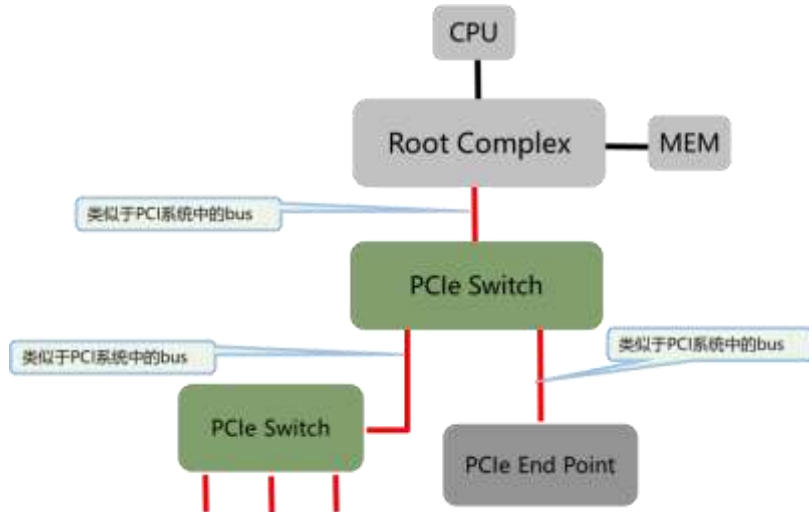 CPU
Root Complex
MEM
类似于PCI系统中的bus
PCIe Switch
类似于PCI系统中的bus
类似于PCI系统中的bus
PCIe Switch
PCIe End Point